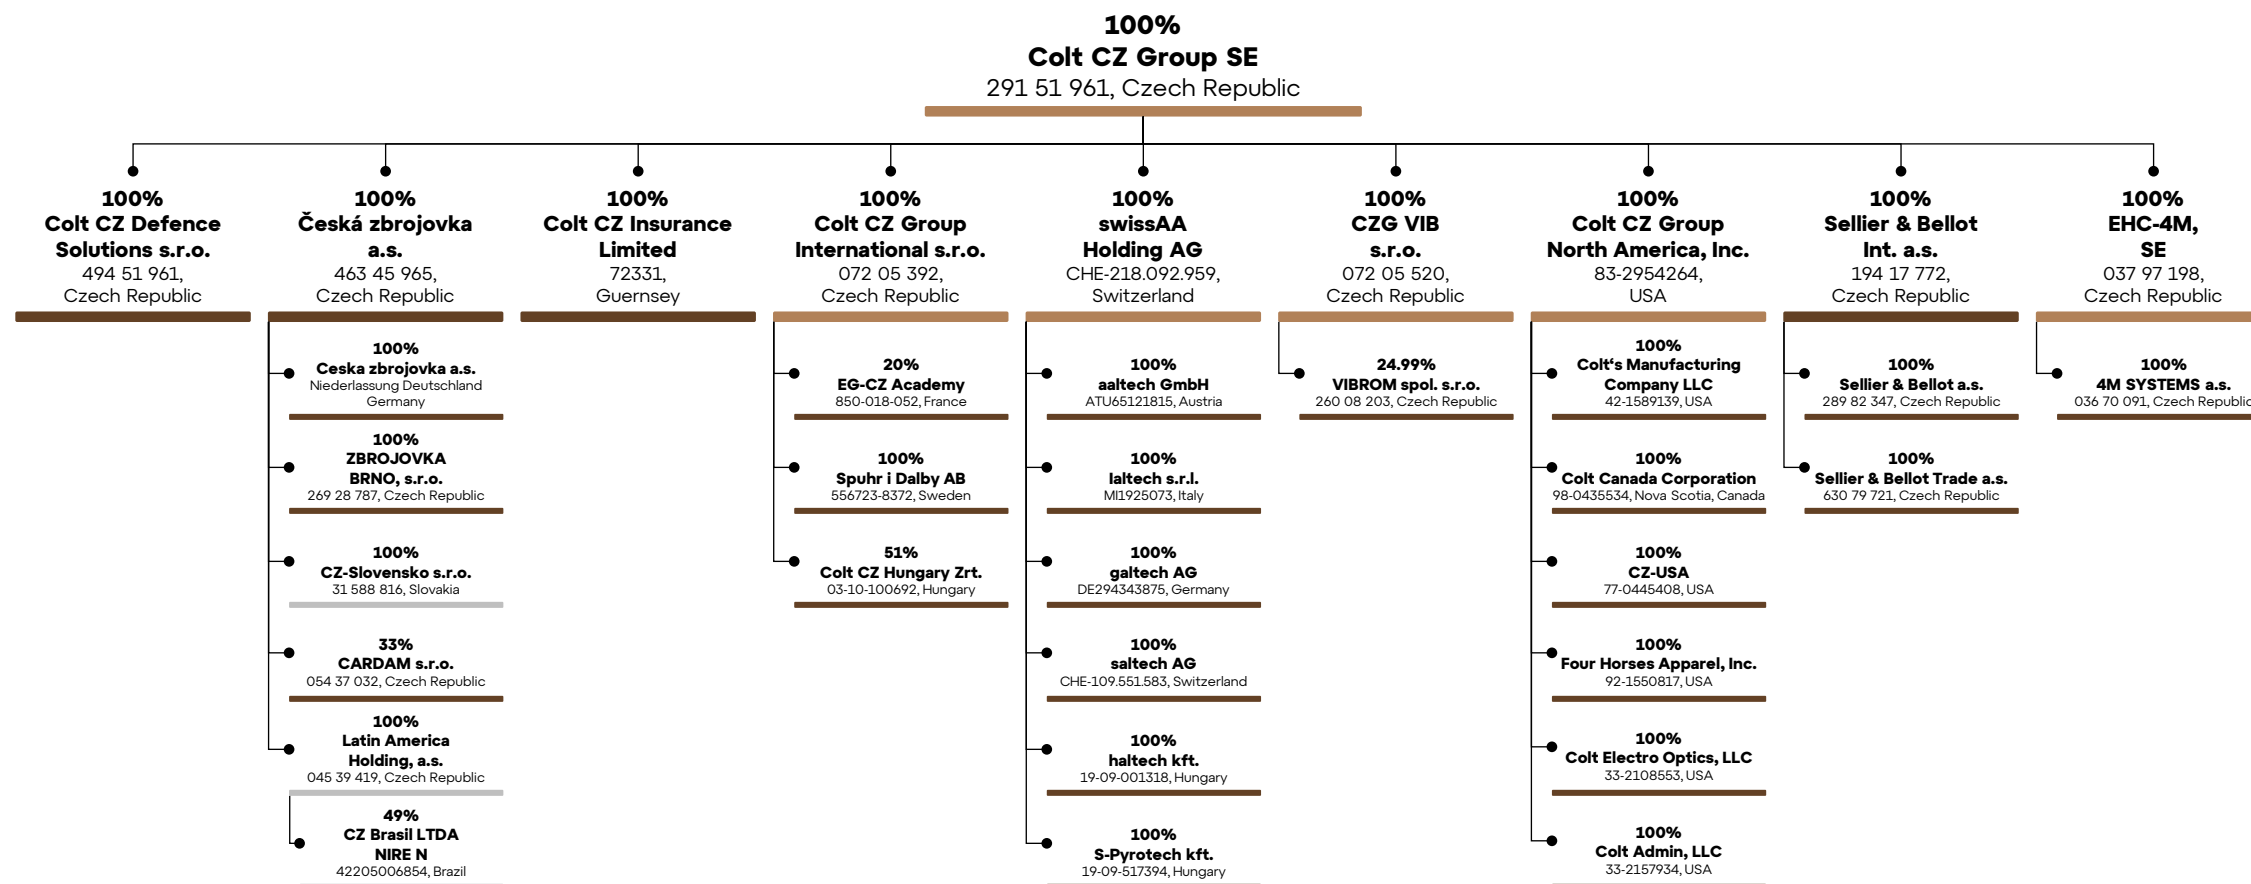 100%
Colt CZ Group SE
291 51 961, Czech Republic
100%
Colt CZ Defence
Solutions s.r.o.
494 51 961,
Czech Republic
100%
Česká zbrojovka
a.s.
463 45 965,
Czech Republic
100%
Ceska zbrojovka a.s.
Niederlassung Deutschland
Germany
100%
ZBROJOVKA
BRNO, s.r.o.
269 28 787, Czech Republic
100%
CZ-Slovensko s.r.o.
31 588 816, Slovakia
33%
CARDAM s.r.o.
054 37 032, Czech Republic
100%
Latin America
Holding, a.s.
045 39 419, Czech Republic
49%
CZ Brasil LTDA
NIRE N
42205006854, Brazil
100%
Colt CZ Insurance
Limited
72331,
Guernsey
100%
Colt CZ Group
International s.r.o.
072 05 392,
Czech Republic
20%
EG-CZ Academy
850-018-052, France
100%
Spuhr i Dalby AB
556723-8372, Sweden
51%
Colt CZ Hungary Zrt.
03-10-100692, Hungary
100%
swissAA
Holding AG
CHE-218.092.959,
Switzerland
100%
aaltech GmbH
ATU65121815, Austria
100%
Ialtech s.r.l.
MI1925073, Italy
100%
galtech AG
DE294343875, Germany
100%
saltech AG
CHE-109.551.583, Switzerland
100%
haltech kft.
19-09-001318, Hungary
100%
S-Pyrotech kft.
19-09-517394, Hungary
100%
CZG VIB
s.r.o.
072 05 520,
Czech Republic
24.99%
VIBROM spol. s.r.o.
260 08 203, Czech Republic
100%
Colt CZ Group
North America, Inc.
83-2954264,
USA
100%
Colt‘s Manufacturing
Company LLC
42-1589139, USA
100%
Colt Canada Corporation
98-0435534, Nova Scotia, Canada
100%
CZ-USA
77-0445408, USA
100%
Four Horses Apparel, Inc.
92-1550817, USA
100%
Colt Electro Optics, LLC
33-2108553, USA
100%
Colt Admin, LLC
33-2157934, USA
100%
Sellier & Bellot
Int. a.s.
194 17 772,
Czech Republic
100%
Sellier & Bellot a.s.
289 82 347, Czech Republic
100%
Sellier & Bellot Trade a.s.
630 79 721, Czech Republic
100%
EHC-4M,
SE
037 97 198,
Czech Republic
100%
4M SYSTEMS a.s.
036 70 091, Czech Republic